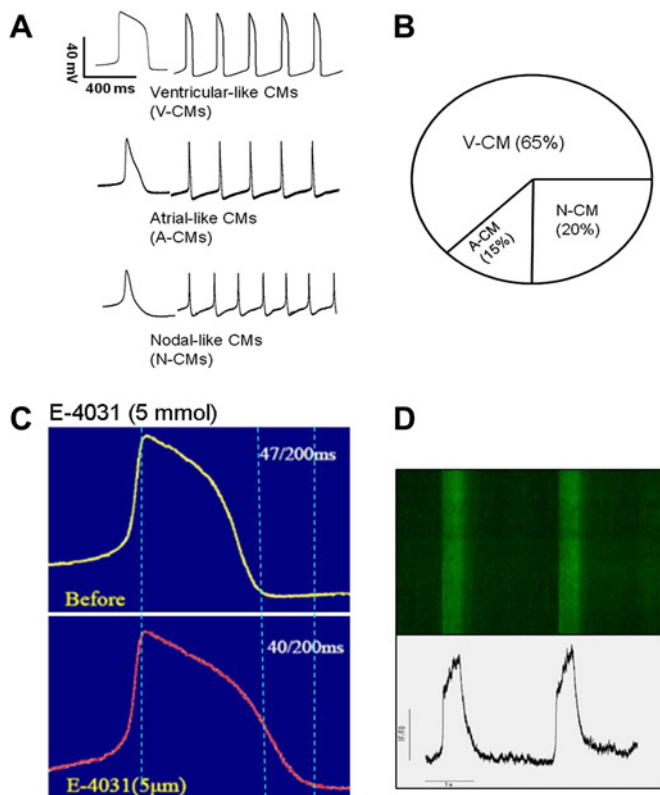 A
40 mV
400 ms
Ventricular-like CMs
(V-CMs)
Atrial-like CMs
(A-CMs)
Nodal-like CMs
(N-CMs)
B
V-CM (65%)
A-CM
(15%)
N-CM
(20%)
C
E-4031 (5 mmol)
47/200ms
Before
40/200ms
E-4031(5μm)
D
1s